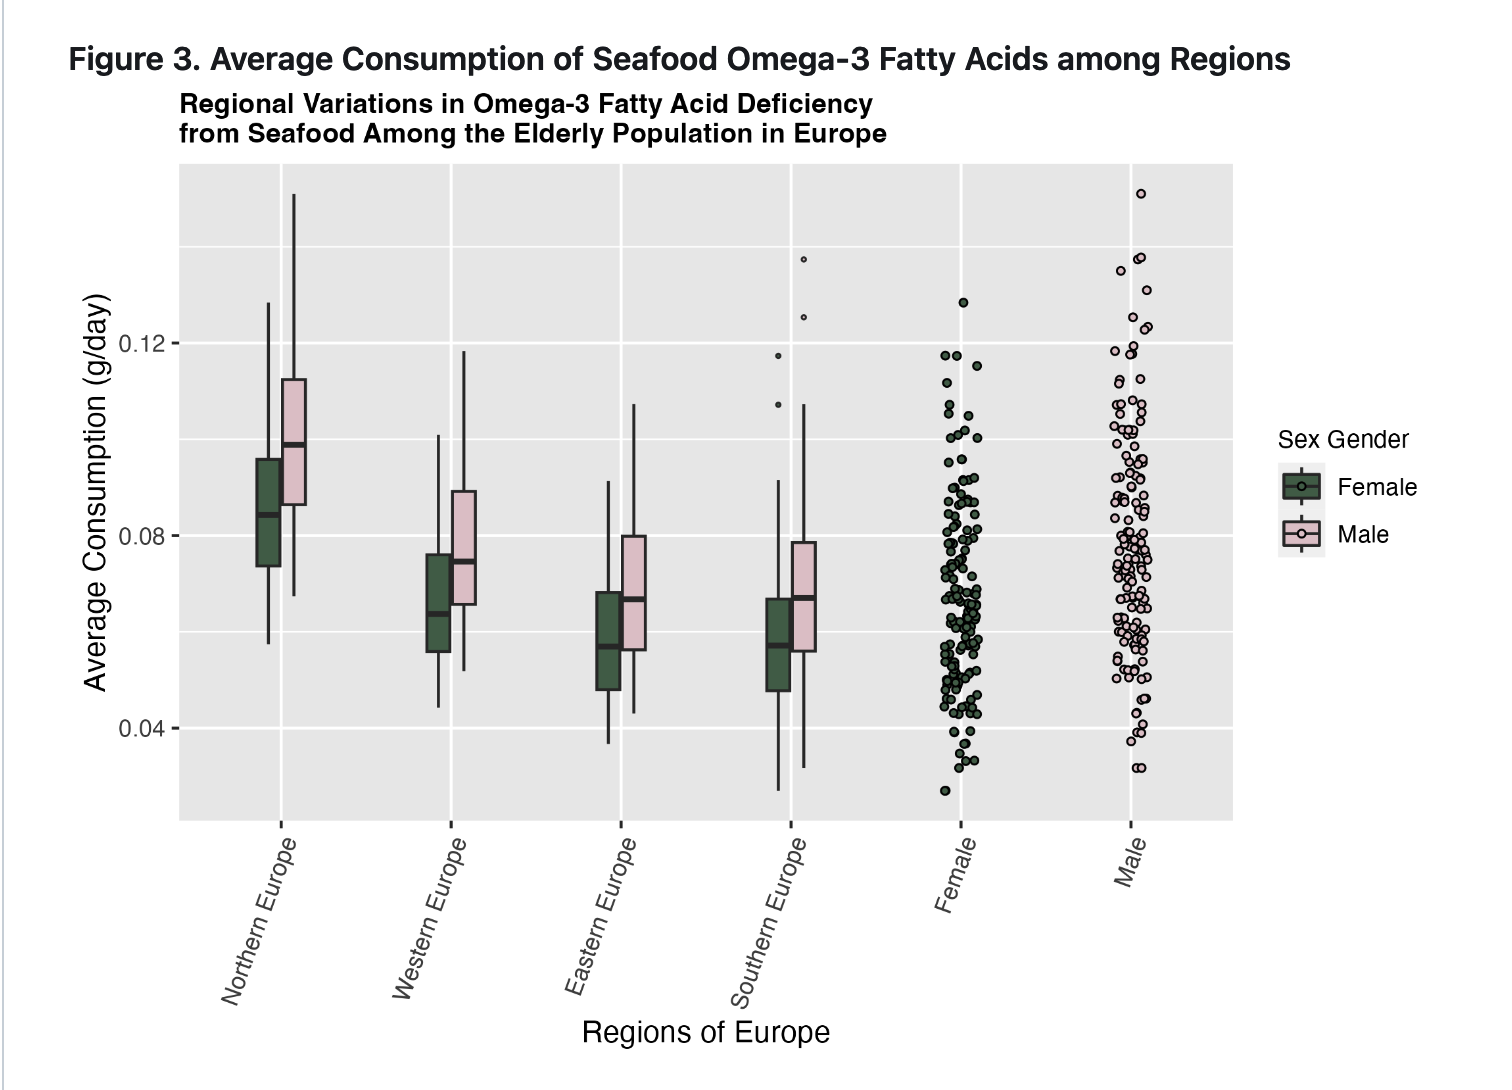 Figure 3. Average Consumption of Seafood Omega-3 Fatty Acids among Regions
Regional Variations in Omega-3 Fatty Acid Deficiency
from Seafood Among the Elderly Population in Europe
Average Consumption (g/day)
0.12
0.08
0.04
Northern Europe
Western Europe
Eastern Europe
Southern Europe
Female
Male
Regions of Europe
Sex Gender
Female
Male